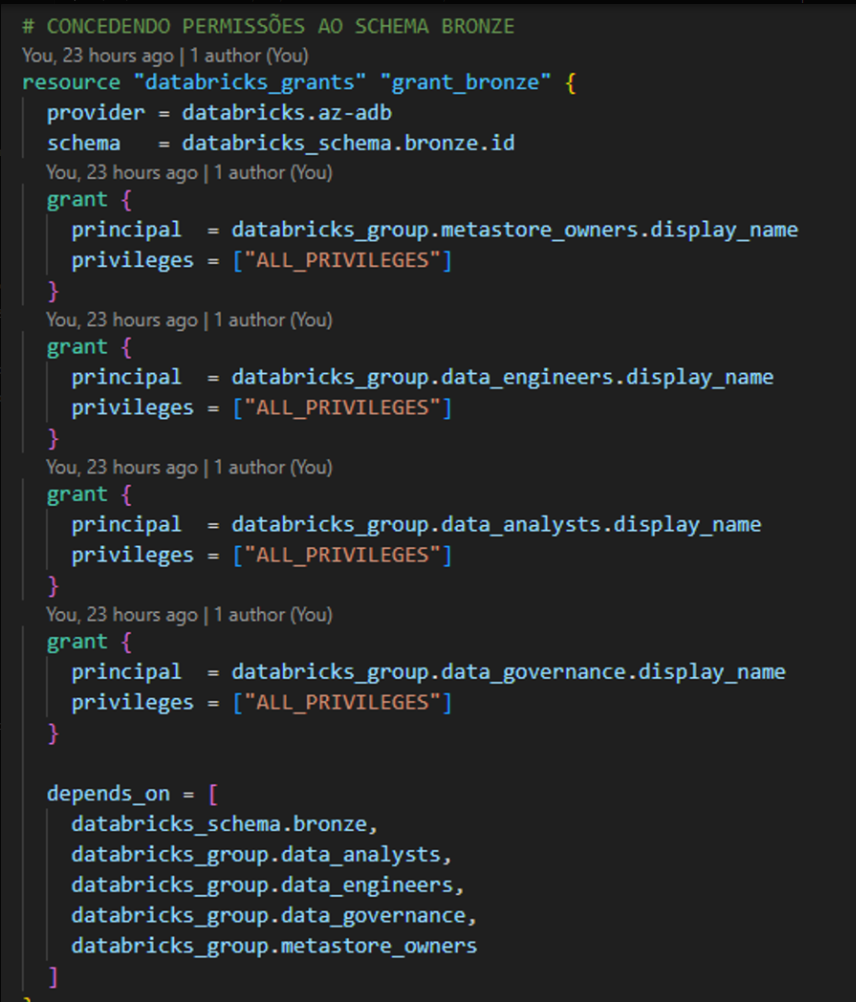 # CONCEDENDO PERMISSÕES AO SCHEMA BRONZE
You, 23 hours ago | 1 author (You)
resource "databricks_grants" "grant_bronze" {
  provider = databricks.az-adb
  schema   = databricks_schema.bronze.id
  You, 23 hours ago | 1 author (You)
  grant {
    principal  = databricks_group.metastore_owners.display_name
    privileges = ["ALL_PRIVILEGES"]
  }
  You, 23 hours ago | 1 author (You)
  grant {
    principal  = databricks_group.data_engineers.display_name
    privileges = ["ALL_PRIVILEGES"]
  }
  You, 23 hours ago | 1 author (You)
  grant {
    principal  = databricks_group.data_analysts.display_name
    privileges = ["ALL_PRIVILEGES"]
  }
  You, 23 hours ago | 1 author (You)
  grant {
    principal  = databricks_group.data_governance.display_name
    privileges = ["ALL_PRIVILEGES"]
  }

  depends_on = [
    databricks_schema.bronze,
    databricks_group.data_analysts,
    databricks_group.data_engineers,
    databricks_group.data_governance,
    databricks_group.metastore_owners
  ]
}